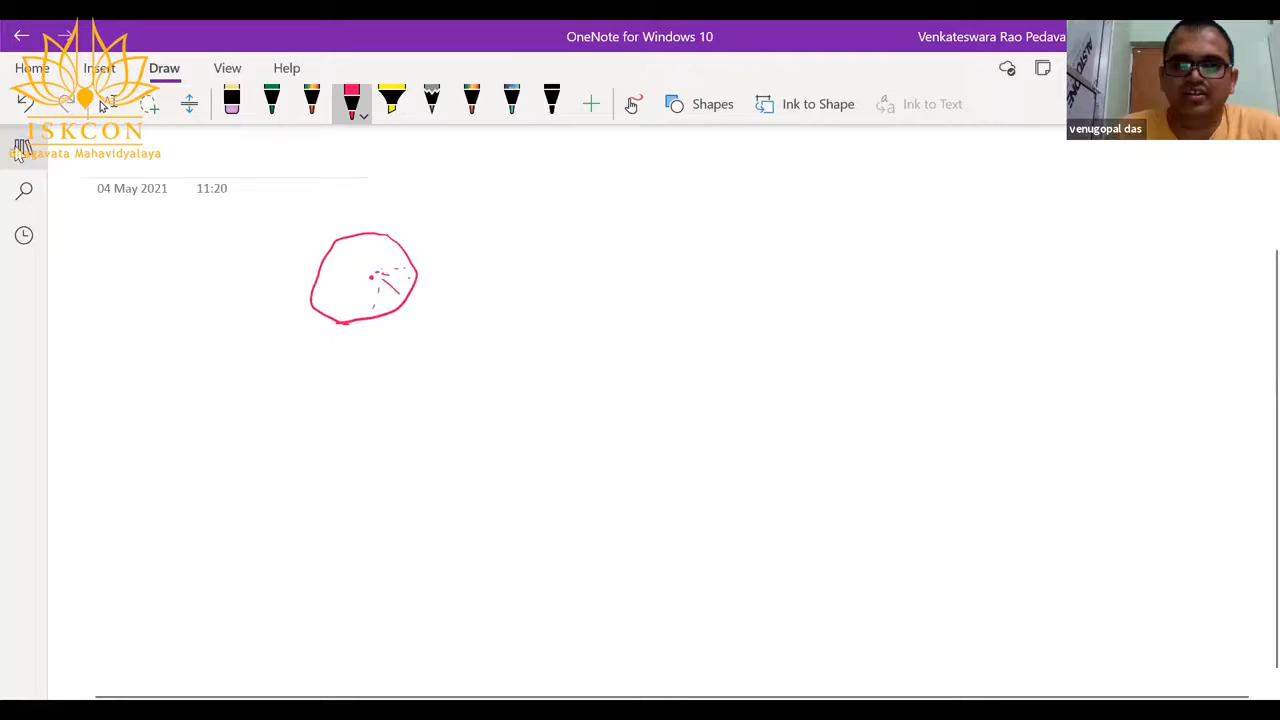 OneNote for Windows 10
Venkateswara Rao Pedava
Home
Insert
Draw
View
Help
Shapes
Ink to Shape
Ink to Text
ISKCON
Bhagavata Mahavidyalaya
venugopal das
04 May 2021
11:20